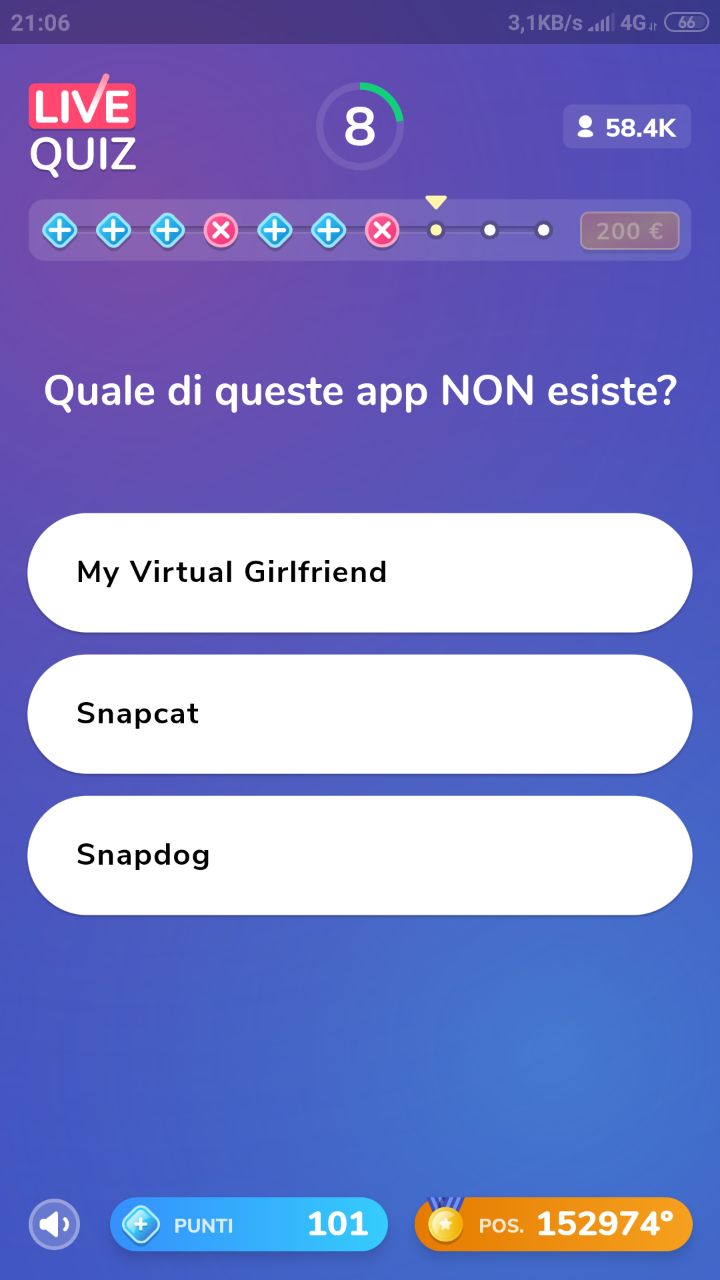 21:06 3,1KB/s 4G 66
LIVE
QUIZ
8
58.4K
200 €
Quale di queste app NON esiste?
My Virtual Girlfriend
Snapcat
Snapdog
PUNTI 101
POS. 152974°